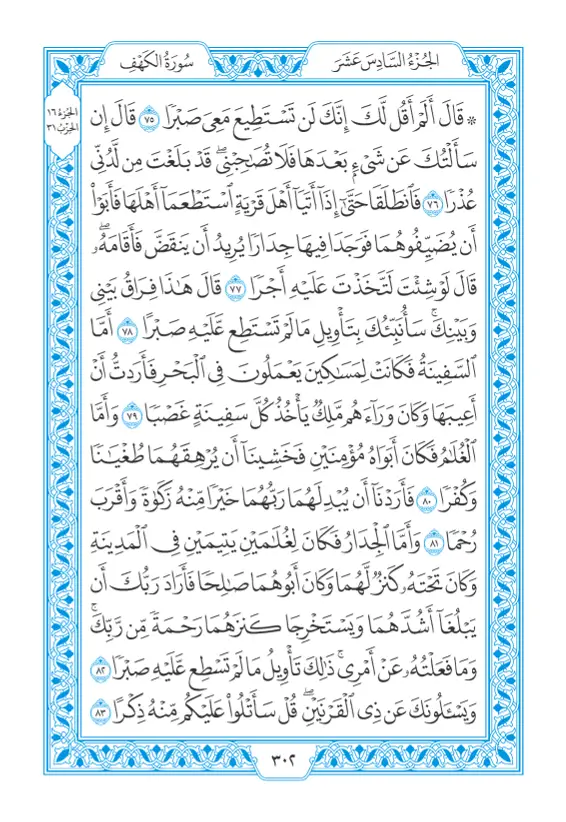 الجُزْءُ السَّادِسَ عَشَرَ
سُورَةُ الكَهْفِ
الجُزْءُ ١٦
الحِزْبُ ٣١
۞ قَالَ أَلَمْ أَقُل لَّكَ إِنَّكَ لَن تَسْتَطِيعَ مَعِيَ صَبْرًا ٧٥ قَالَ إِن
سَأَلْتُكَ عَن شَيْءِۭ بَعْدَهَا فَلَا تُصَٰحِبْنِيۖ قَدْ بَلَغْتَ مِن لَّدُنِّي
عُذْرًا ٧٦ فَٱنطَلَقَا حَتَّىٰٓ إِذَآ أَتَيَآ أَهْلَ قَرْيَةٍ ٱسْتَطْعَمَآ أَهْلَهَا فَأَبَوْا۟
أَن يُضَيِّفُوهُمَا فَوَجَدَا فِيهَا جِدَارًا يُرِيدُ أَن يَنقَضَّ فَأَقَامَهُۥۖ
قَالَ لَوْ شِئْتَ لَتَّخَذْتَ عَلَيْهِ أَجْرًا ٧٧ قَالَ هَٰذَا فِرَاقُ بَيْنِي
وَبَيْنِكَۚ سَأُنَبِّئُكَ بِتَأْوِيلِ مَا لَمْ تَسْتَطِع عَّلَيْهِ صَبْرًا ٧٨ أَمَّا
ٱلسَّفِينَةُ فَكَانَتْ لِمَسَٰكِينَ يَعْمَلُونَ فِي ٱلْبَحْرِ فَأَرَدتُّ أَنْ
أَعِيبَهَا وَكَانَ وَرَآءَهُم مَّلِكٌ يَأْخُذُ كُلَّ سَفِينَةٍ غَصْبًا ٧٩ وَأَمَّا
ٱلْغُلَٰمُ فَكَانَ أَبَوَاهُ مُؤْمِنَيْنِ فَخَشِينَآ أَن يُرْهِقَهُمَا طُغْيَٰنًا
وَكُفْرًا ٨٠ فَأَرَدْنَآ أَن يُبْدِلَهُمَا رَبُّهُمَا خَيْرًا مِّنْهُ زَكَوٰةً وَأَقْرَبَ
رُحْمًا ٨١ وَأَمَّا ٱلْجِدَارُ فَكَانَ لِغُلَٰمَيْنِ يَتِيمَيْنِ فِي ٱلْمَدِينَةِ
وَكَانَ تَحْتَهُۥ كَنزٌ لَّهُمَا وَكَانَ أَبُوهُمَا صَٰلِحًا فَأَرَادَ رَبُّكَ أَن
يَبْلُغَآ أَشُدَّهُمَا وَيَسْتَخْرِجَا كَنزَهُمَا رَحْمَةً مِّن رَّبِّكَۚ
وَمَا فَعَلْتُهُۥ عَنْ أَمْرِيۚ ذَٰلِكَ تَأْوِيلُ مَا لَمْ تَسْطِع عَّلَيْهِ صَبْرًا ٨٢
وَيَسْـَٔلُونَكَ عَن ذِي ٱلْقَرْنَيْنِۖ قُلْ سَأَتْلُوا۟ عَلَيْكُم مِّنْهُ ذِكْرًا ٨٣
٣٠٢